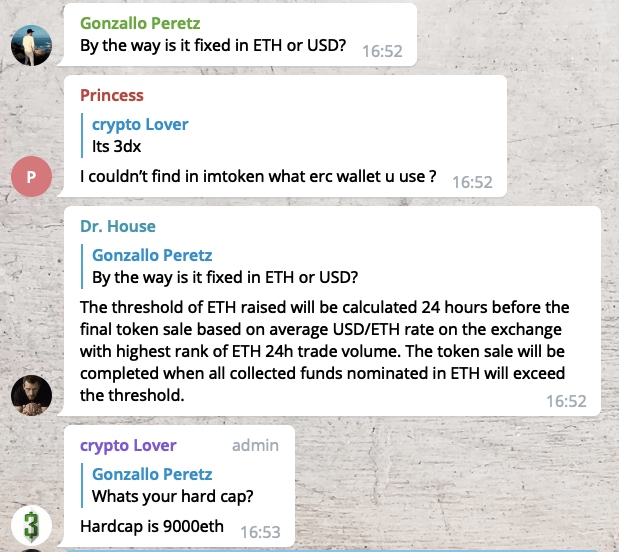 Gonzallo Peretz
By the way is it fixed in ETH or USD?
16:52
Princess
crypto Lover
Its 3dx
P
I couldn’t find in imtoken what erc wallet u use ?
16:52
Dr. House
Gonzallo Peretz
By the way is it fixed in ETH or USD?
The threshold of ETH raised will be calculated 24 hours before the
final token sale based on average USD/ETH rate on the exchange
with highest rank of ETH 24h trade volume. The token sale will be
completed when all collected funds nominated in ETH will exceed
the threshold.
16:52
crypto Lover admin
Gonzallo Peretz
Whats your hard cap?
3
Hardcap is 9000eth
16:53